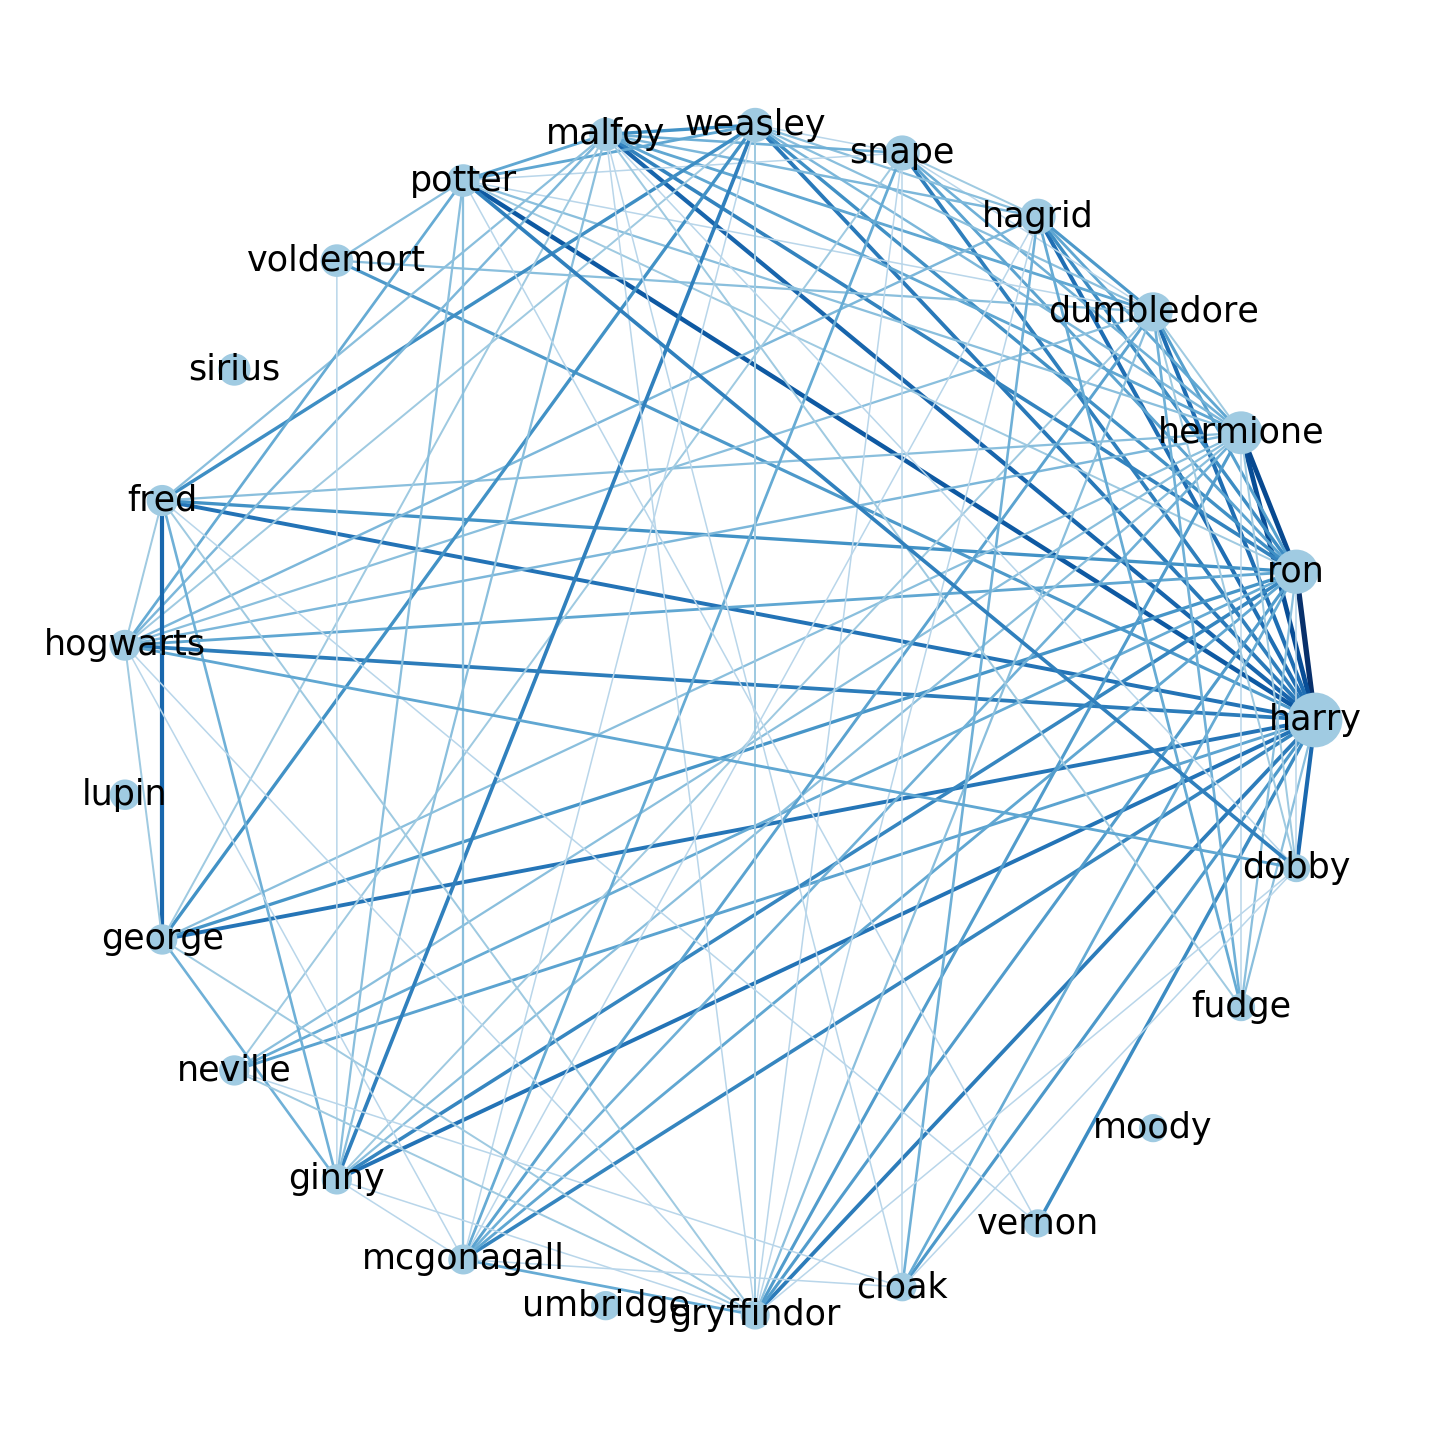 weasley
malfoy
snape
potter
hagrid
voldemort
dumbledore
sirius
hermione
fred
ron
hogwarts
harry
lupin
dobby
george
fudge
neville
moody
ginny
vernon
mcgonagall
cloak
umbridge
gryffindor